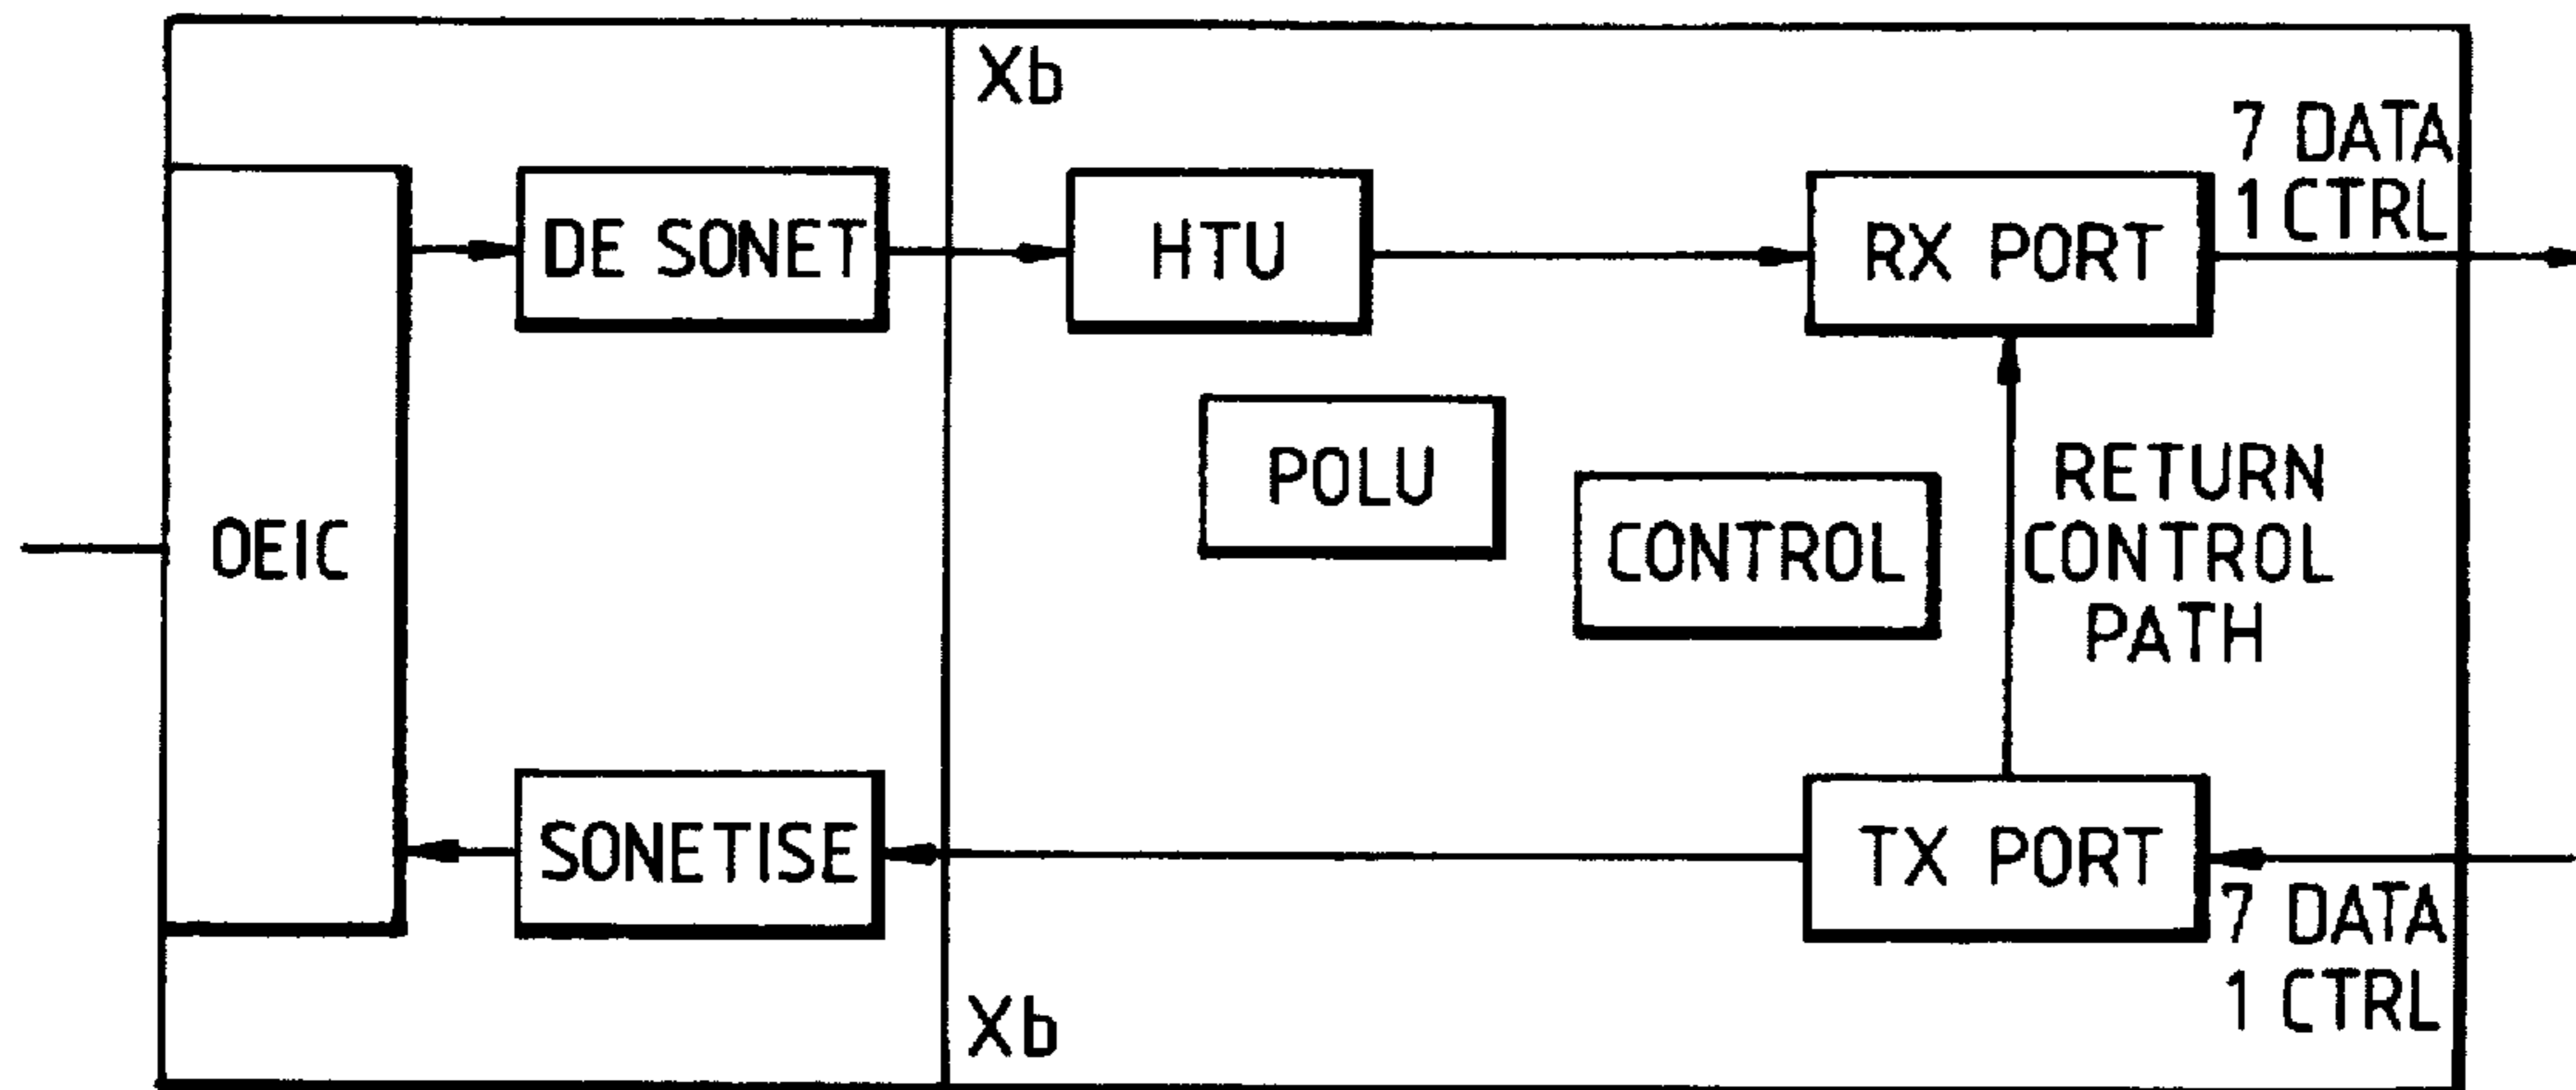 Xb
7 DATA
1 CTRL
DE SONET
HTU
RX PORT
POLU
OEIC
CONTROL
RETURN
CONTROL
PATH
SONETISE
TX PORT
7 DATA
1 CTRL
Xb